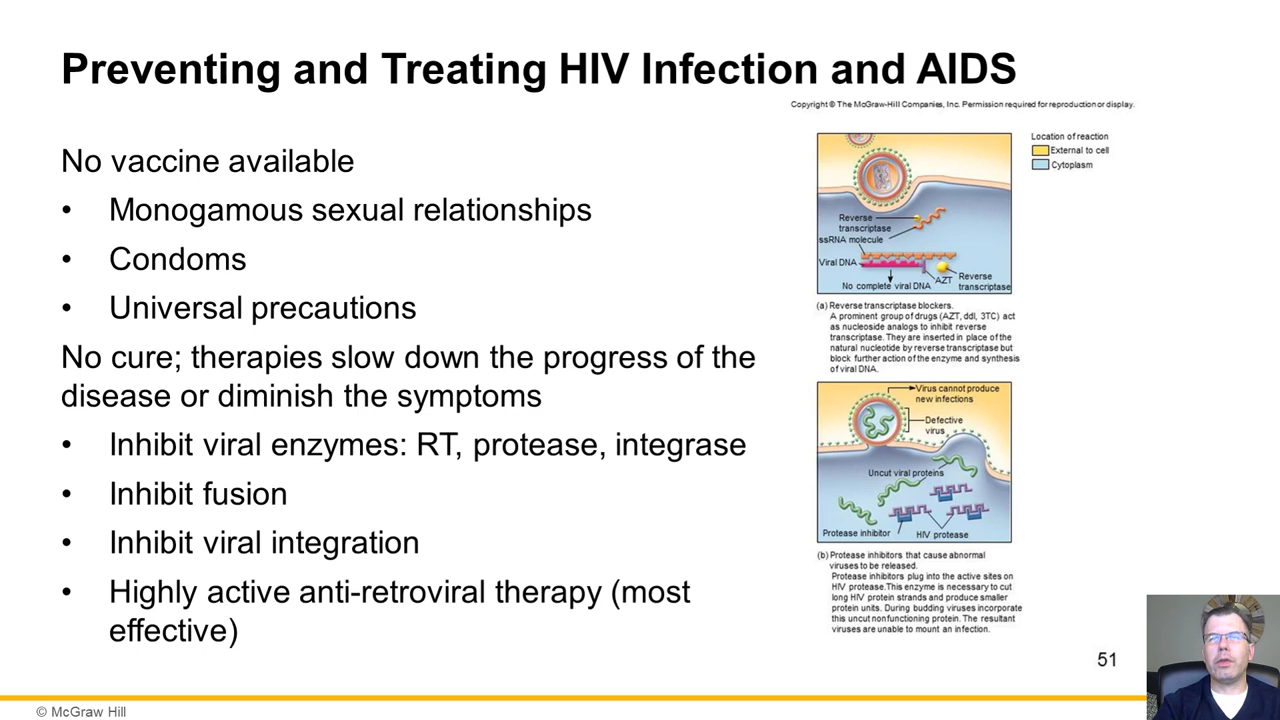 Preventing and Treating HIV Infection and AIDS
Copyright © The McGraw-Hill Companies, Inc. Permission required for reproduction or display.
No vaccine available
• Monogamous sexual relationships
• Condoms
• Universal precautions
No cure; therapies slow down the progress of the
disease or diminish the symptoms
• Inhibit viral enzymes: RT, protease, integrase
• Inhibit fusion
• Inhibit viral integration
• Highly active anti-retroviral therapy (most
effective)
Location of reaction
External to cell
Cytoplasm
Reverse
transcriptase
ssRNA molecule
Viral DNA
AZT
Reverse
transcriptase
No complete viral DNA
(a) Reverse transcriptase blockers.
A prominent group of drugs (AZT, ddI, 3TC) act
as nucleoside analogs to inhibit reverse
transcriptase. They are inserted in place of the
natural nucleotide by reverse transcriptase but
block further action of the enzyme and synthesis
of viral DNA.
Virus cannot produce
new infections
Defective
virus
Uncut viral proteins
Protease inhibitor
HIV protease
(b) Protease inhibitors that cause abnormal
viruses to be released.
Protease inhibitors plug into the active sites on
HIV protease.This enzyme is necessary to cut
long HIV protein strands and produce smaller
protein units. During budding viruses incorporate
this uncut nonfunctioning protein. The resultant
viruses are unable to mount an infection.
51
© McGraw Hill